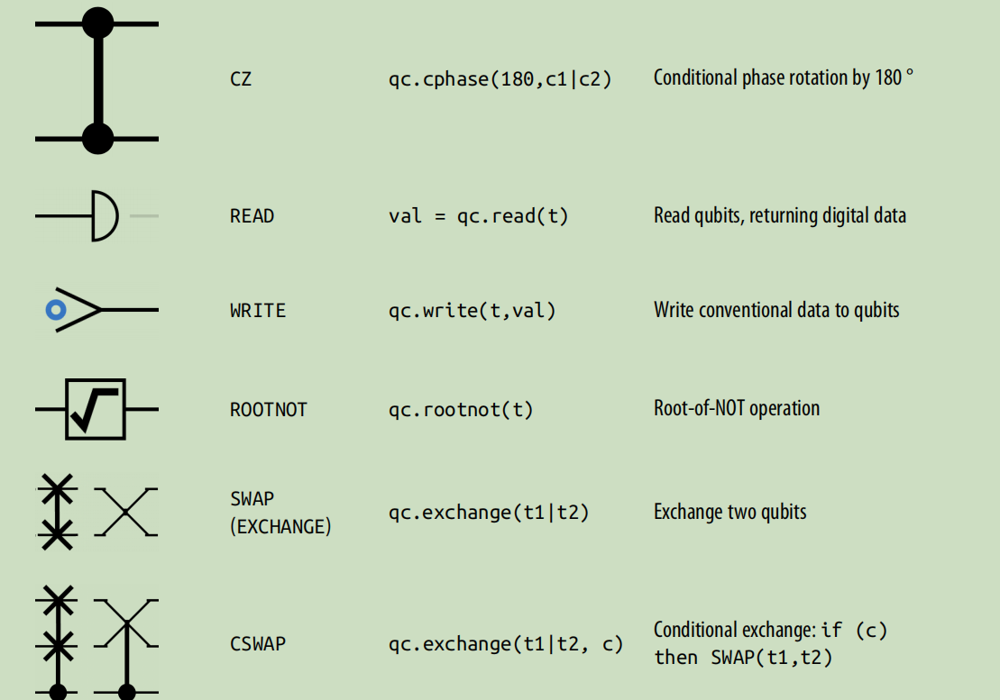 CZ qc.cphase(180,c1|c2) Conditional phase rotation by 180 °
READ val = qc.read(t) Read qubits, returning digital data
WRITE qc.write(t,val) Write conventional data to qubits
ROOTNOT qc.rootnot(t) Root-of-NOT operation
SWAP
(EXCHANGE) qc.exchange(t1|t2) Exchange two qubits
CSWAP qc.exchange(t1|t2, c) Conditional exchange: if (c)
then SWAP(t1,t2)